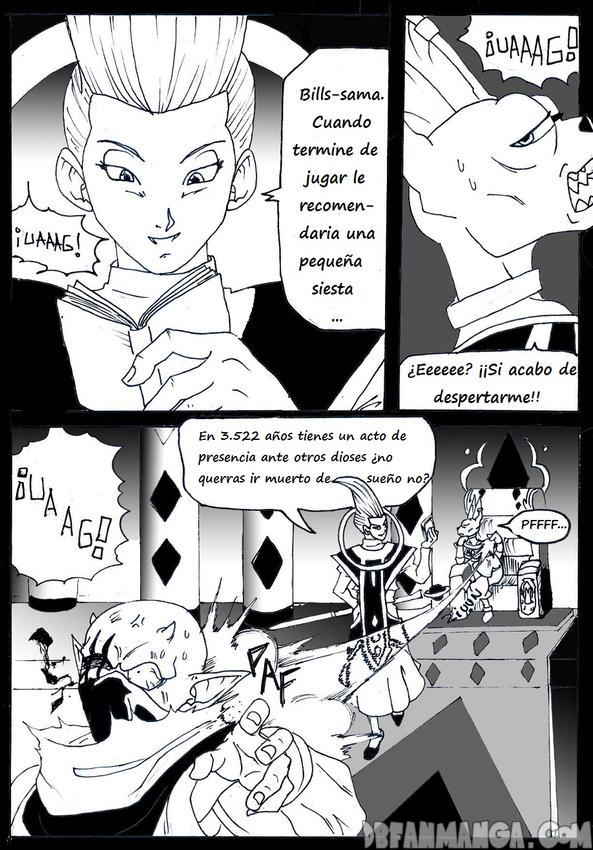 Bills-sama.
Cuando
termine de
jugar le
recomen-
daria una
pequeña
siesta
...
¡UAAAG!
¡UAAAG!
¿Eeeeee? ¡¡Si acabo de
despertarme!!
En 3.522 años tienes un acto de
presencia ante otros dioses ¿no
querras ir muerto de sueño no?
¡UAAAG!
PFFFF...
PAF
DBFANMANGA.COM